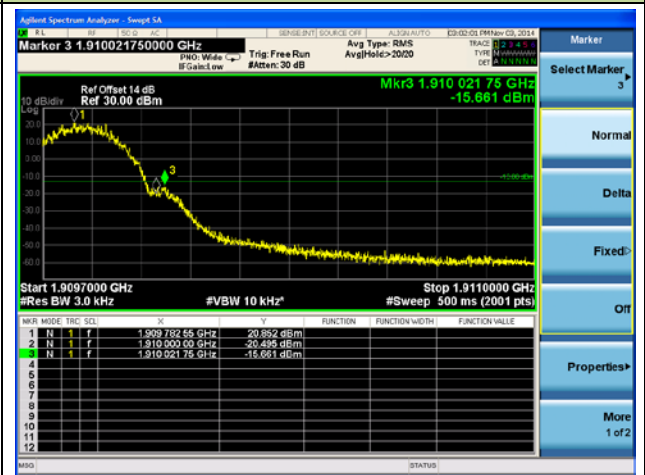 Agilent Spectrum Analyzer - Swept SA
RL RF 50 Ω AC SENSE:INT SOURCE OFF ALIGN AUTO 03:02:01 PM Nov 03, 2014
Marker 3 1.910021750000 GHz
PNO: Wide
IFGain:Low
Trig: Free Run
#Atten: 30 dB
Avg Type: RMS
Avg|Hold:>20/20
TRACE 1 2 3 4 5 6
TYPE
DET A N N N N N
Marker
Select Marker
3
Normal
Delta
Fixed
Off
Properties
More
1 of 2
Ref Offset 14 dB
Ref 30.00 dBm
10 dB/div
Log
Mkr3 1.910 021 75 GHz
-15.661 dBm
20.0
10.0
0.00
-10.0
-20.0
-30.0
-40.0
-50.0
-60.0
1
3
-13.00 dBm
Start 1.9097000 GHz
Stop 1.9110000 GHz
#Res BW 3.0 kHz
#VBW 10 kHz*
#Sweep 500 ms (2001 pts)
MKR MODE TRC SCL X Y FUNCTION FUNCTION WIDTH FUNCTION VALUE
1 N 1 f 1.909 782 55 GHz 20.852 dBm
2 N 1 f 1.910 000 00 GHz -20.495 dBm
3 N 1 f 1.910 021 75 GHz -15.661 dBm
4
5
6
7
8
9
10
11
12
MSG
STATUS